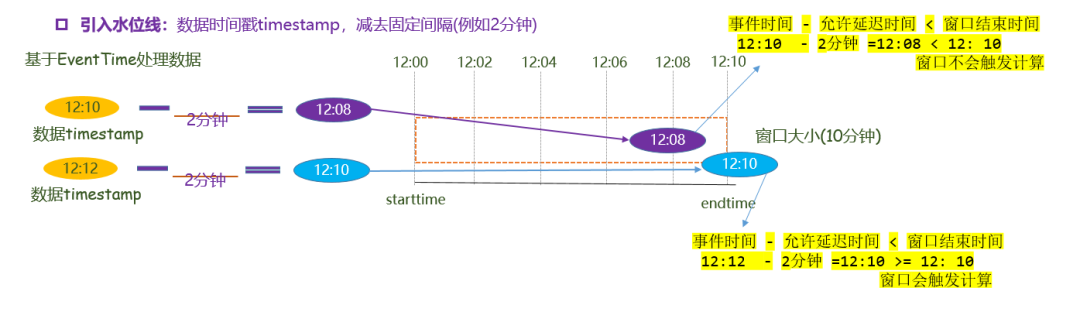 引入水位线：数据时间戳timestamp，减去固定间隔(例如2分钟)
事件时间 - 允许延迟时间 < 窗口结束时间
12:10 - 2分钟 =12:08 < 12: 10
窗口不会触发计算
基于EventTime处理数据
12:00 12:02 12:04 12:06 12:08 12:10
12:10 2分钟 12:08
数据timestamp
12:08
窗口大小(10分钟)
12:12 2分钟 12:10
数据timestamp
12:10
starttime
endtime
事件时间 - 允许延迟时间 < 窗口结束时间
12:12 - 2分钟 =12:10 >= 12: 10
窗口会触发计算